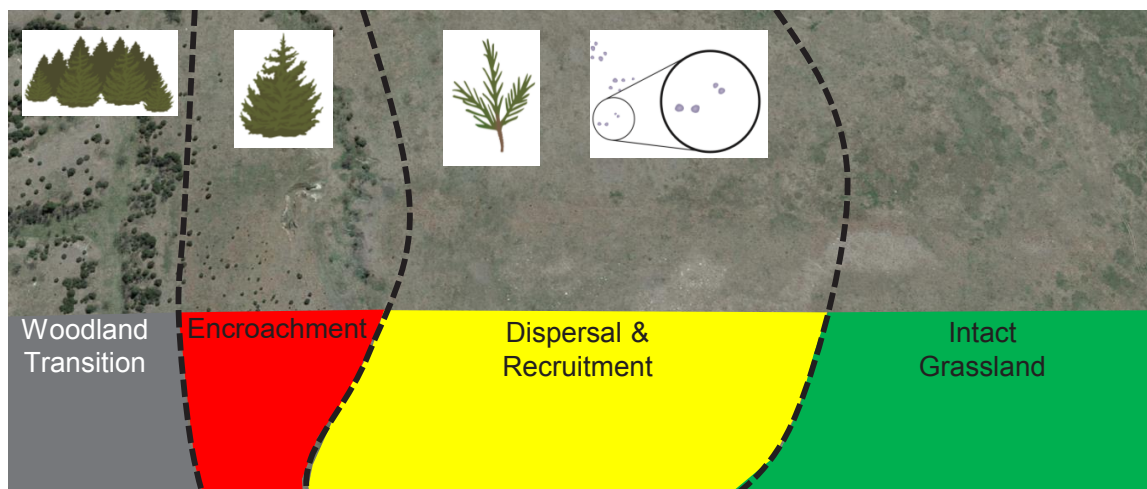 Woodland
Transition
Encroachment
Dispersal &
Recruitment
Intact
Grassland